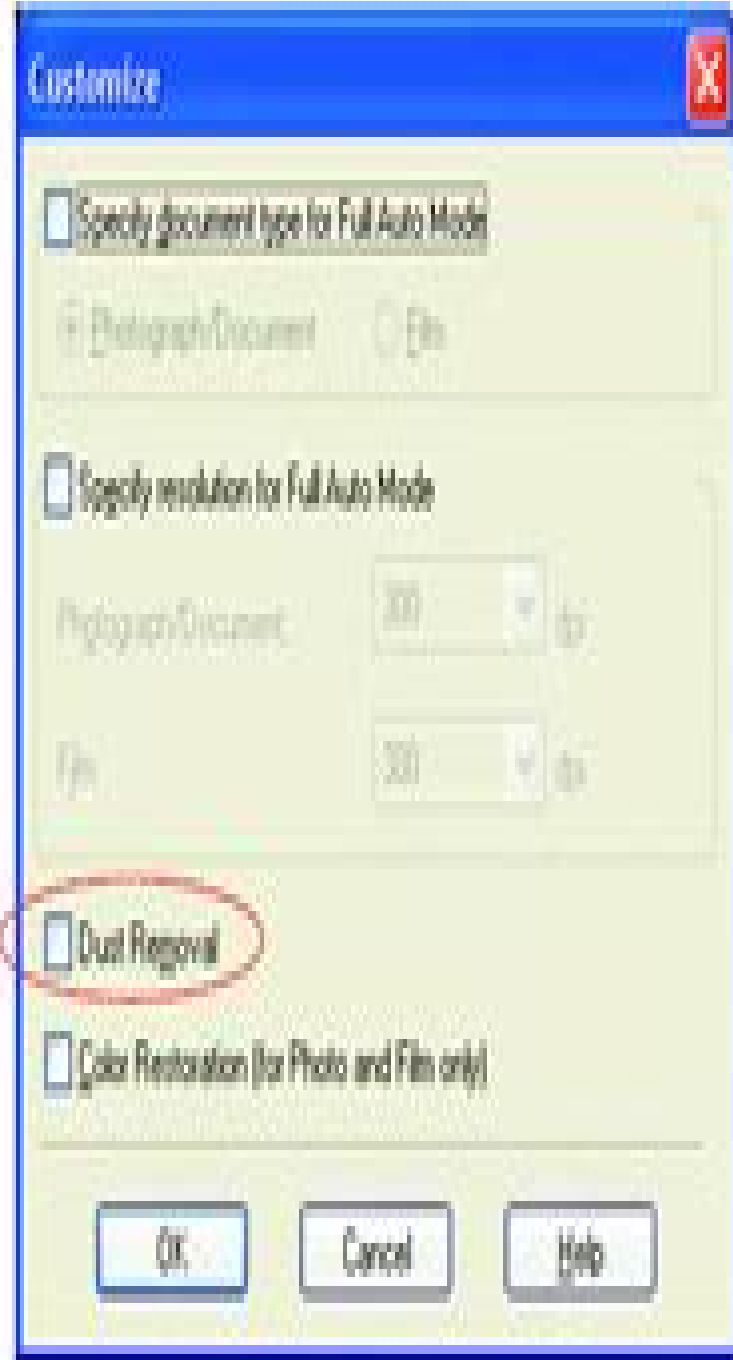 Customize
Specify document type for Full Auto Mode
Photograph/Document Film
Specify resolution for Full Auto Mode
Photograph/Document 300 dpi
Film 300 dpi
Dust Removal
Color Restoration (for Photo and Film only)
OK Cancel Help